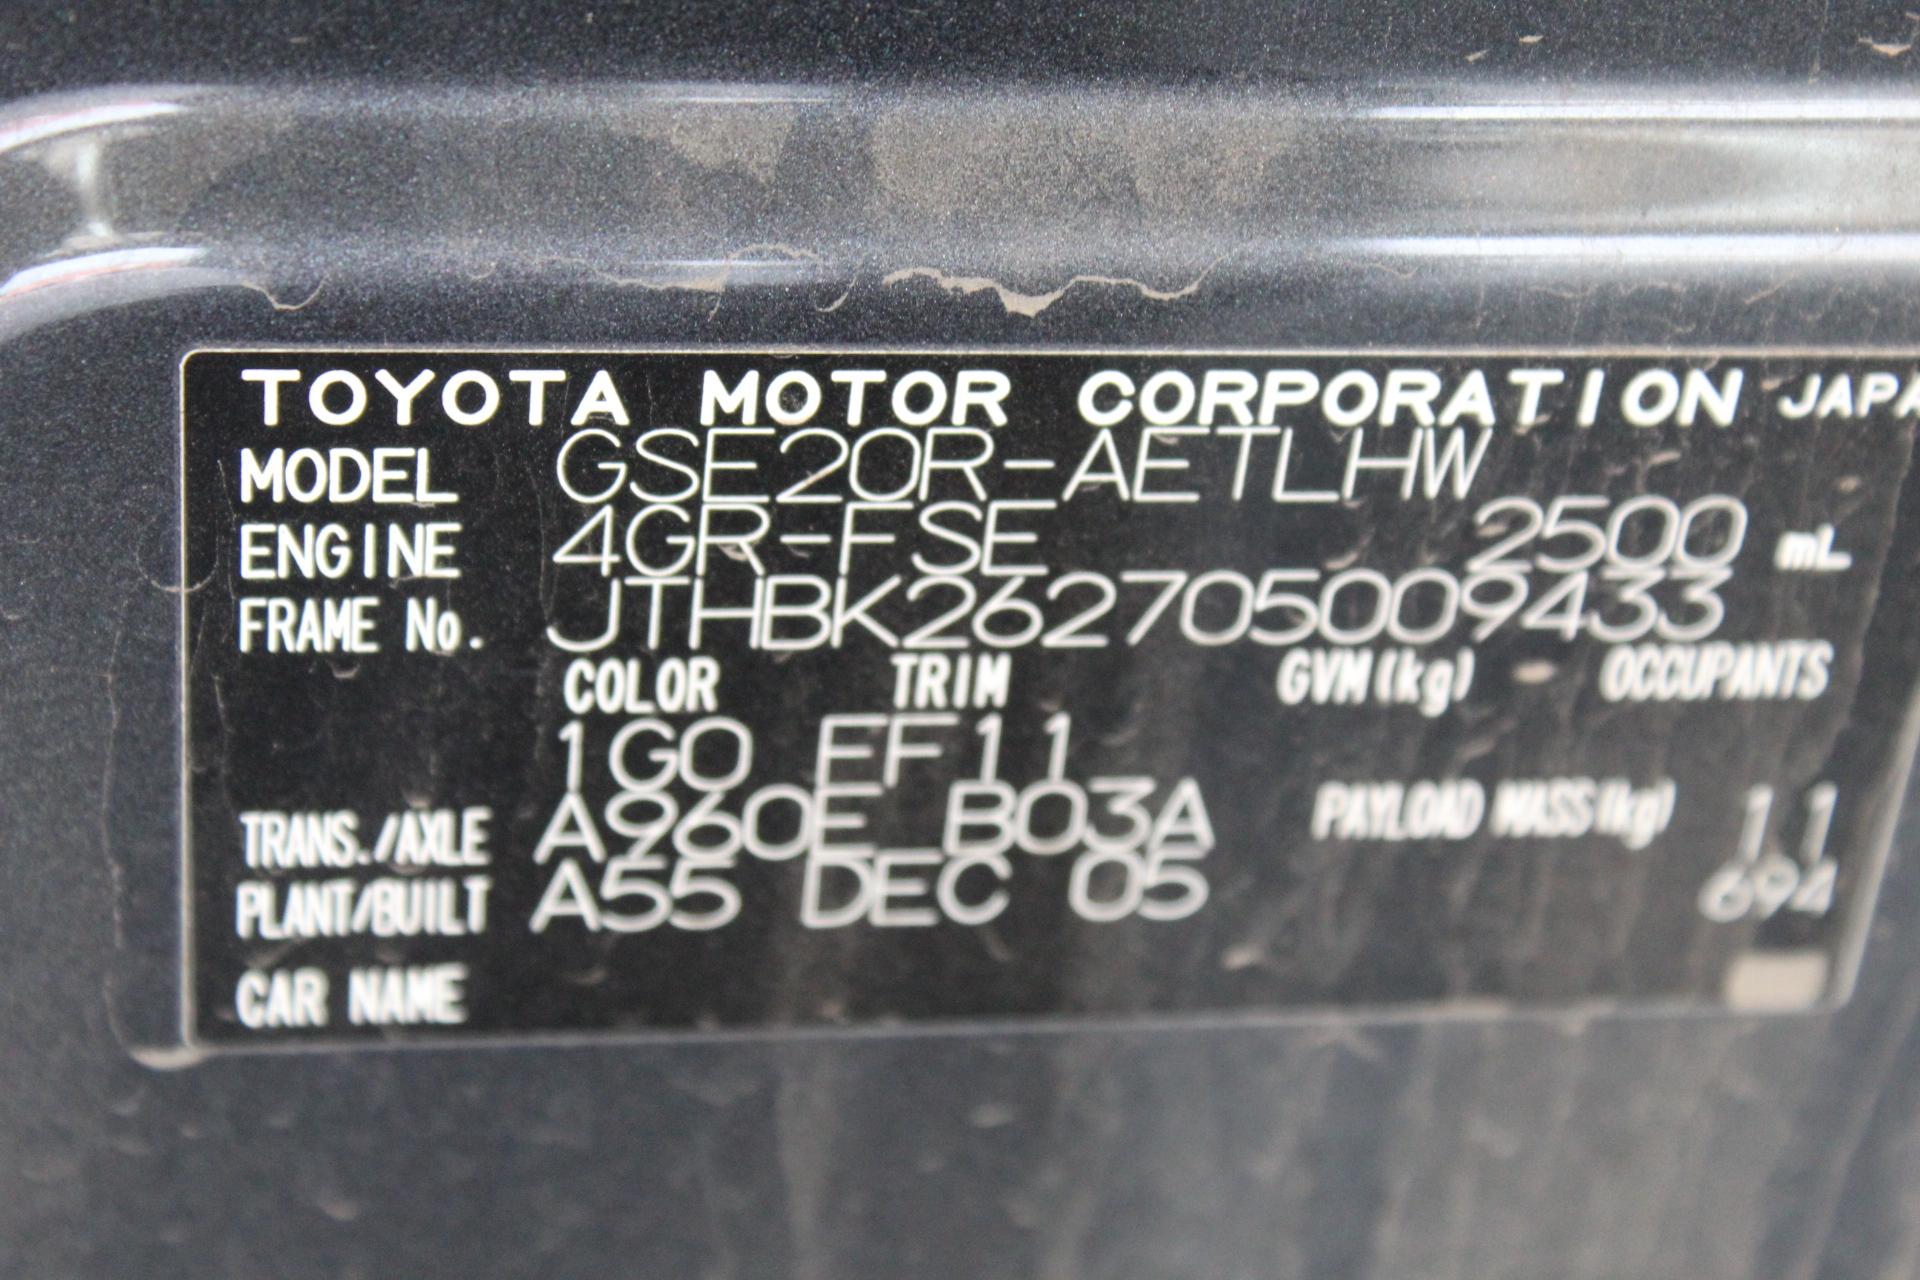 TOYOTA MOTOR CORPORATION JAPA
MODEL GSE20R-AETLHW
ENGINE 4GR-FSE 2500 mL
FRAME No. JTHBK262705009433
COLOR TRIM GVM(kg) OCCUPANTS
1G0 EF11
TRANS./AXLE A960E B03A PAYLOAD MASS(kg) 11
PLANT/BUILT A55 DEC 05 694
CAR NAME